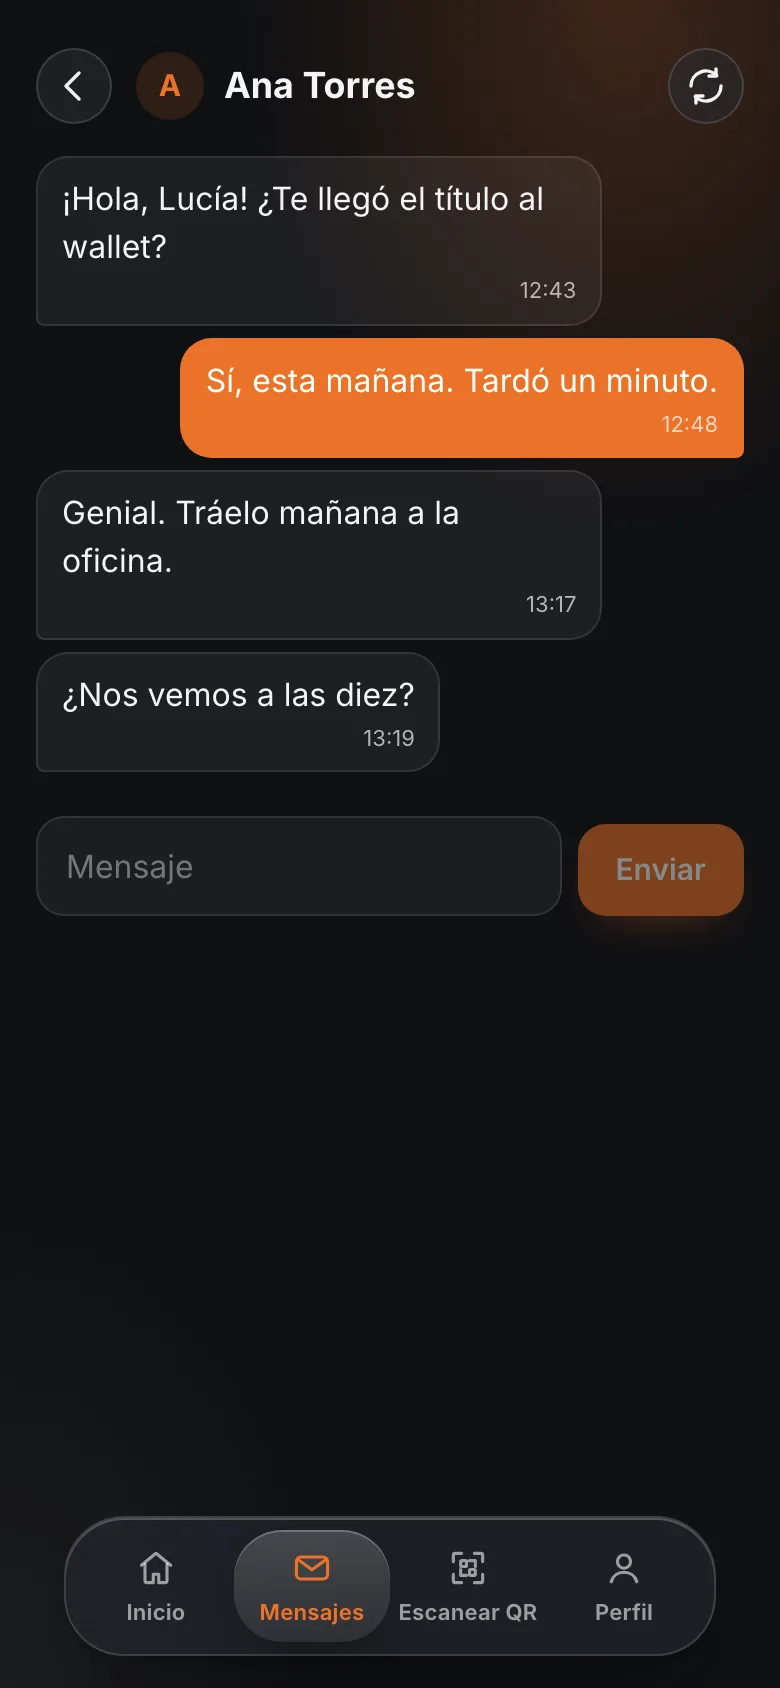 A
Ana Torres
¡Hola, Lucía! ¿Te llegó el título al
wallet?
12:43
Sí, esta mañana. Tardó un minuto.
12:48
Genial. Tráelo mañana a la
oficina.
13:17
¿Nos vemos a las diez?
13:19
Mensaje
Enviar
Inicio
Mensajes
Escanear QR
Perfil